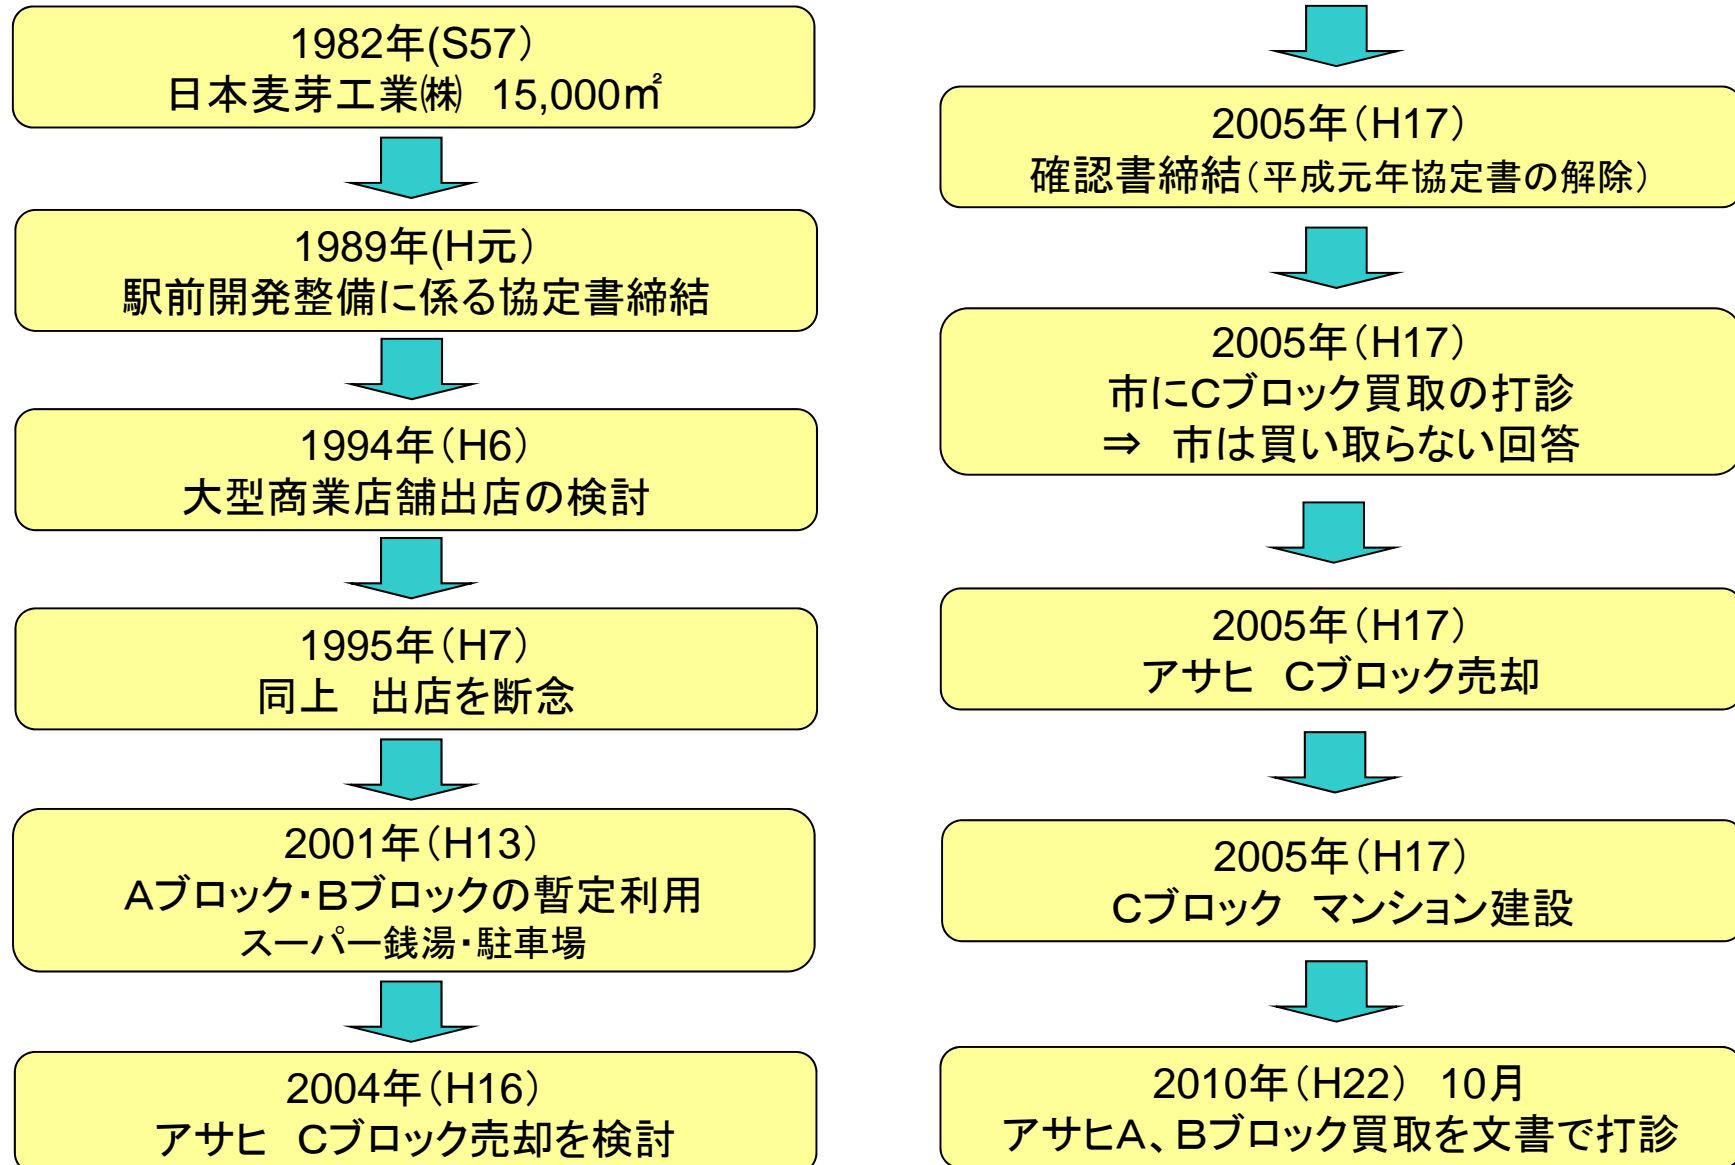 1982年(S57）
日本麦芽工業㈱　15,000㎡
1989年(H元）
駅前開発整備に係る協定書締結
1994年（H6）
大型商業店舗出店の検討
1995年（H7）
同上　出店を断念
2001年（H13）
Ａブロック・Ｂブロックの暫定利用
スーパー銭湯・駐車場
2004年（H16）
アサヒ　Ｃブロック売却を検討
2005年（H17）
確認書締結（平成元年協定書の解除）
2005年（H17）
市にＣブロック買取の打診
⇒　市は買い取らない回答
2005年（H17）
アサヒ　Ｃブロック売却
2005年（H17）
Ｃブロック　マンション建設
2010年（H22）　10月
アサヒＡ、Ｂブロック買取を文書で打診